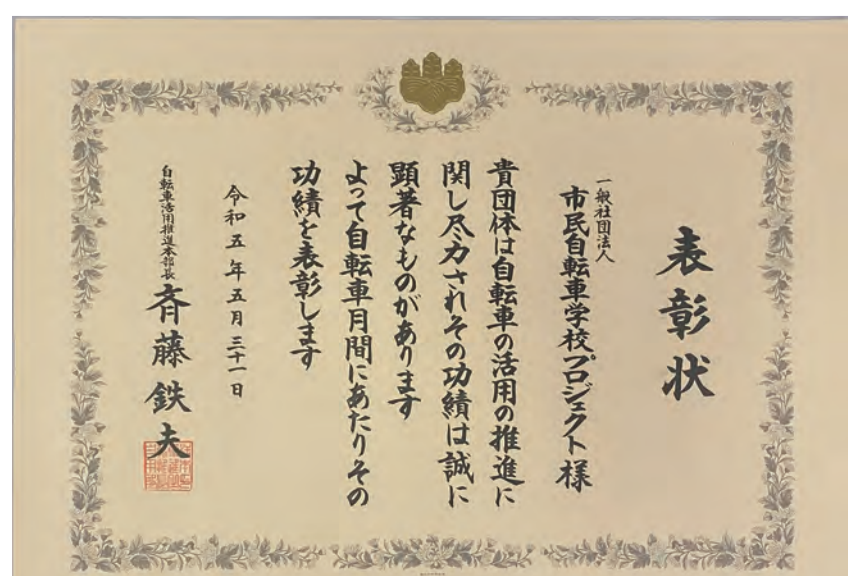 表彰状
一般社団法人
市民自転車学校プロジェクト様
貴団体は自転車の活用の推進に
関し尽力されその功績は誠に
顕著なものがあります
よって自転車月間にあたりその
功績を表彰します
令和五年五月三十一日
自転車活用推進本部長 斉藤鉄夫